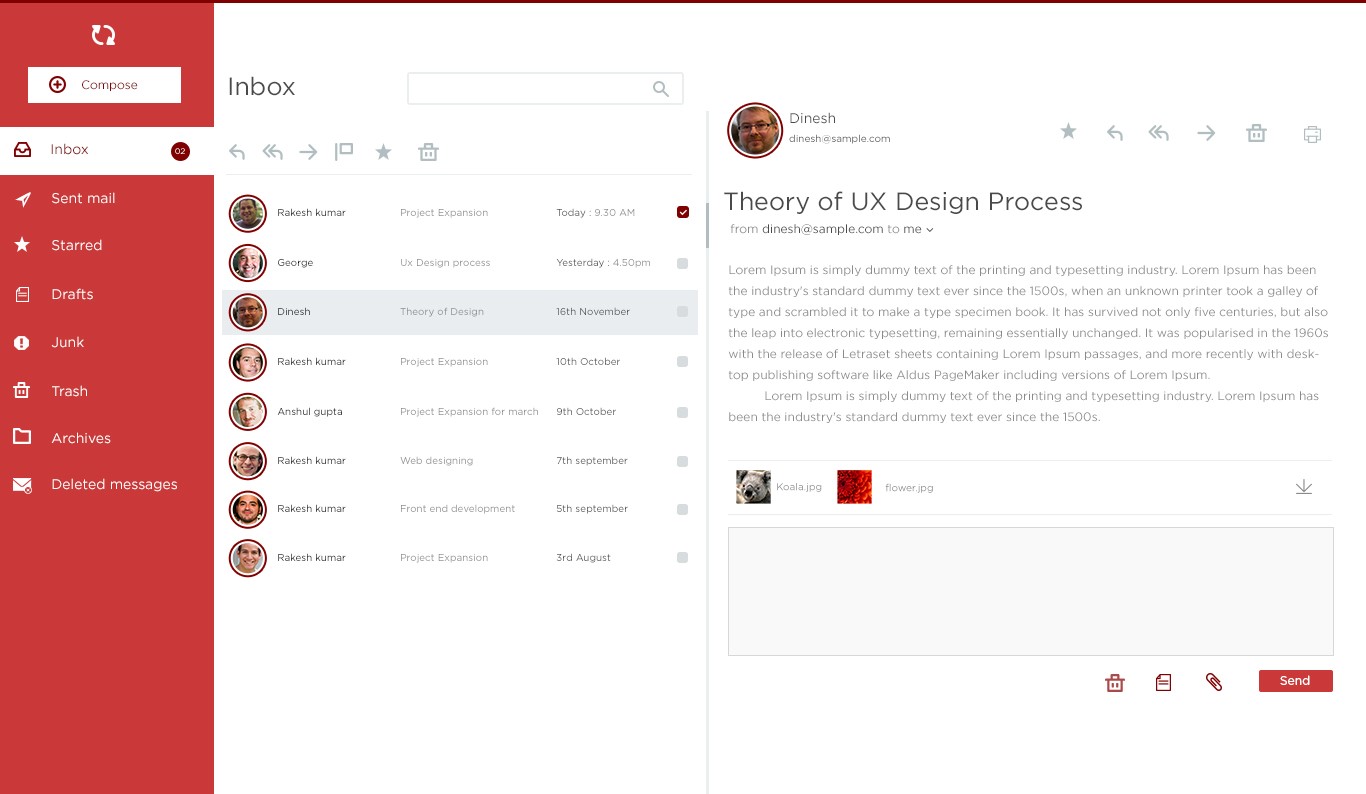 Compose
Inbox 02
Sent mail
Starred
Drafts
Junk
Trash
Archives
Deleted messages
Inbox
Rakesh kumar Project Expansion Today : 9.30 AM
George Ux Design process Yesterday : 4.50pm
Dinesh Theory of Design 16th November
Rakesh kumar Project Expansion 10th October
Anshul gupta Project Expansion for march 9th October
Rakesh kumar Web designing 7th september
Rakesh kumar Front end development 5th september
Rakesh kumar Project Expansion 3rd August
Dinesh
dinesh@sample.com
Theory of UX Design Process
from dinesh@sample.com to me
Lorem Ipsum is simply dummy text of the printing and typesetting industry. Lorem Ipsum has been
the industry's standard dummy text ever since the 1500s, when an unknown printer took a galley of
type and scrambled it to make a type specimen book. It has survived not only five centuries, but also
the leap into electronic typesetting, remaining essentially unchanged. It was popularised in the 1960s
with the release of Letraset sheets containing Lorem Ipsum passages, and more recently with desk-
top publishing software like Aldus PageMaker including versions of Lorem Ipsum.
Lorem Ipsum is simply dummy text of the printing and typesetting industry. Lorem Ipsum has
been the industry's standard dummy text ever since the 1500s.
Koala.jpg flower.jpg
Send